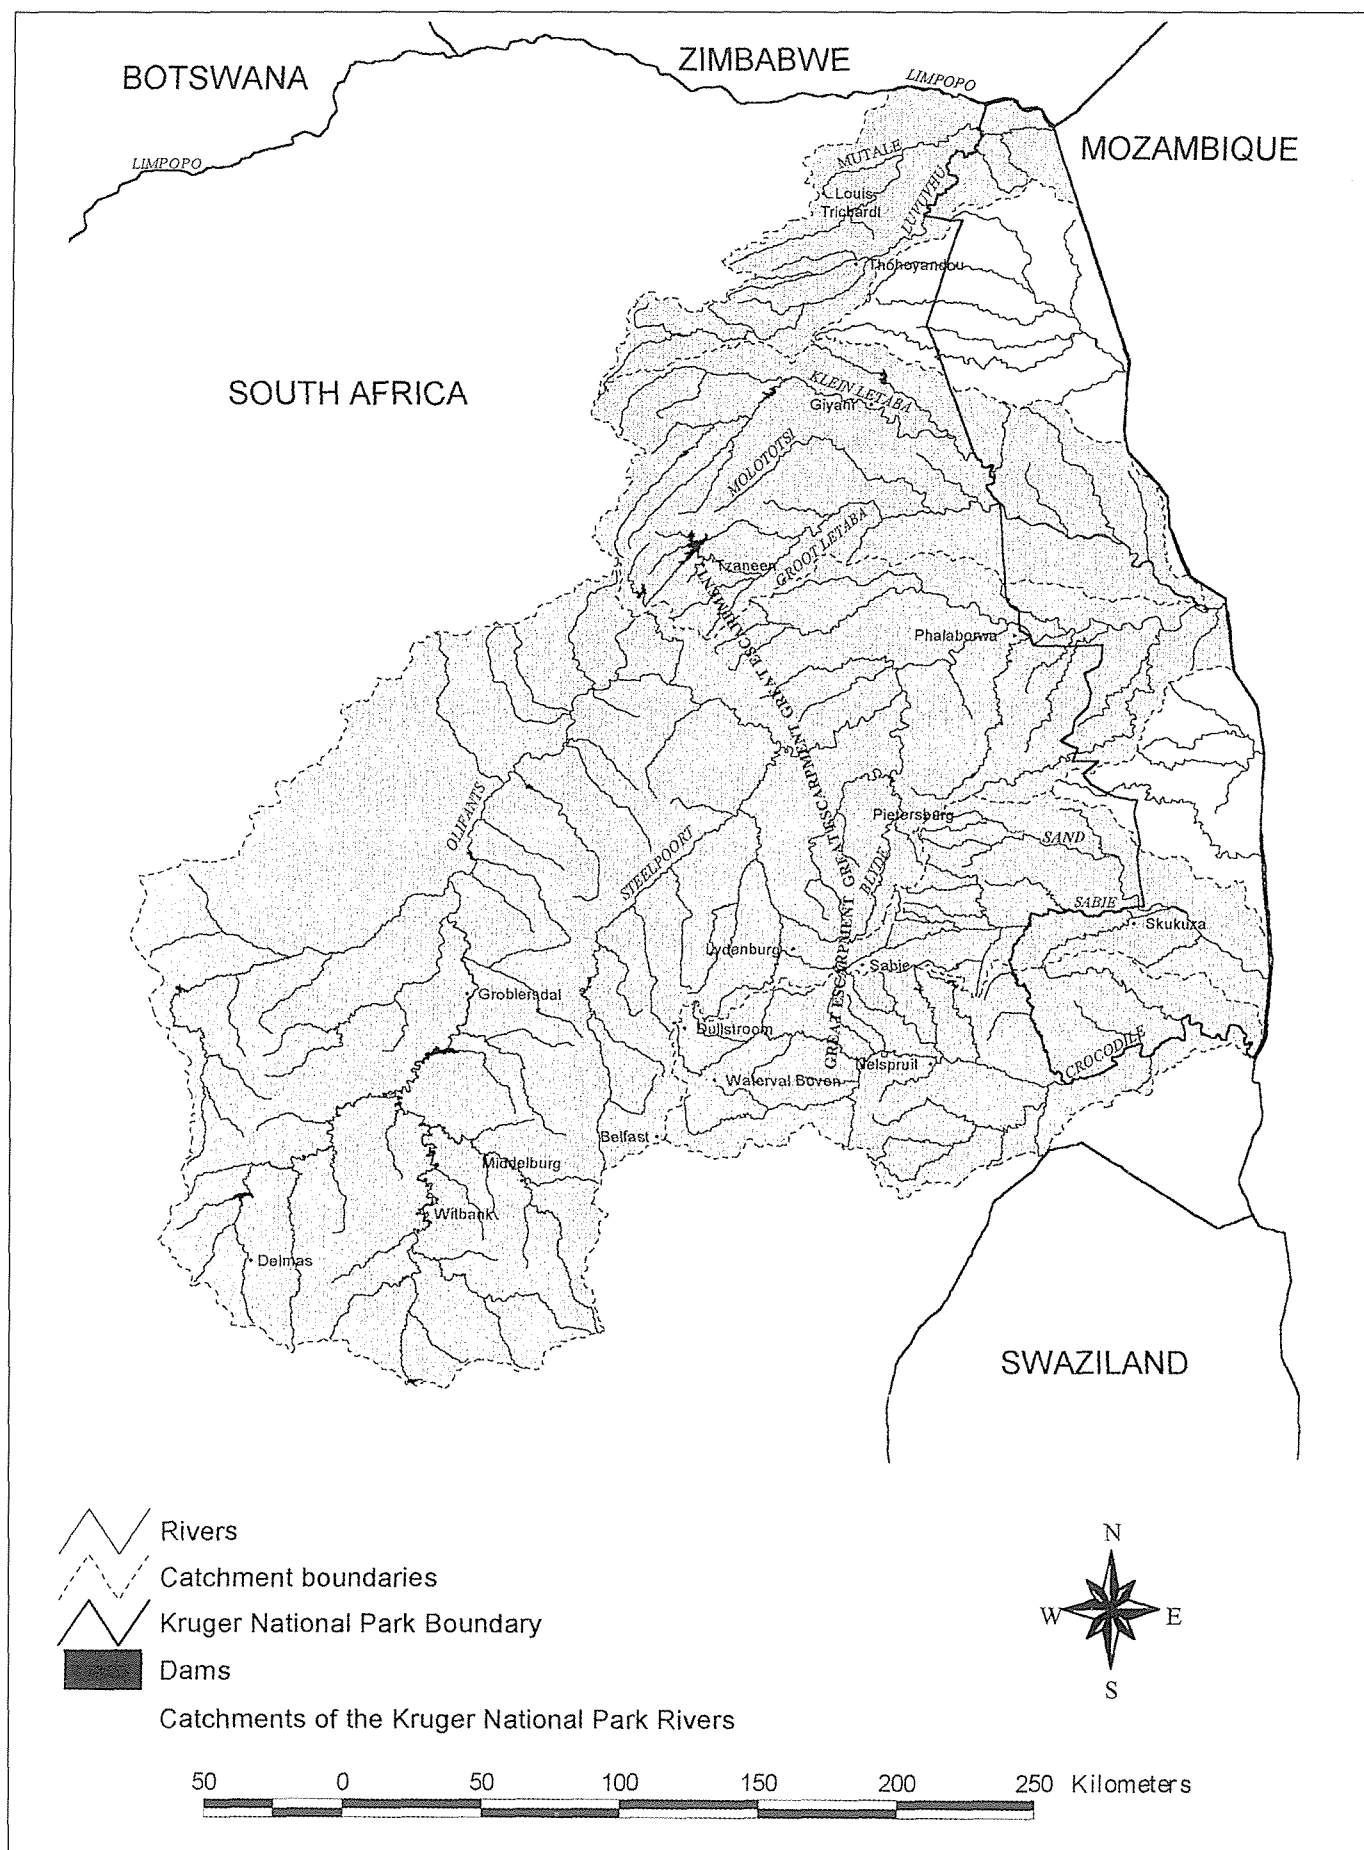 BOTSWANA
ZIMBABWE
LIMPOPO
LIMPOPO
MOZAMBIQUE
MUTALE
Louis
Trichardt
LUVUVHU
Thohoyandou
SOUTH AFRICA
KLEIN LETABA
Giyani
MOLOTOTSI
Tzaneen
GROOT LETABA
GREAT ESCARPMENT GREAT ESCARPMENT GREAT ESCARPMENT GREAT ESCARPMENT
Phalaborwa
OLIFANTS
Pietersburg
SAND
STEELPOORT
BLYDE
SABIE
Skukuza
Lydenburg
Sabie
Groblersdal
Dullstroom
CROCODILE
Nelspruit
Waterval Boven
Belfast
Middelburg
Witbank
Delmas
SWAZILAND
Rivers
Catchment boundaries
Kruger National Park Boundary
Dams
Catchments of the Kruger National Park Rivers
N
W E
S
50 0 50 100 150 200 250 Kilometers